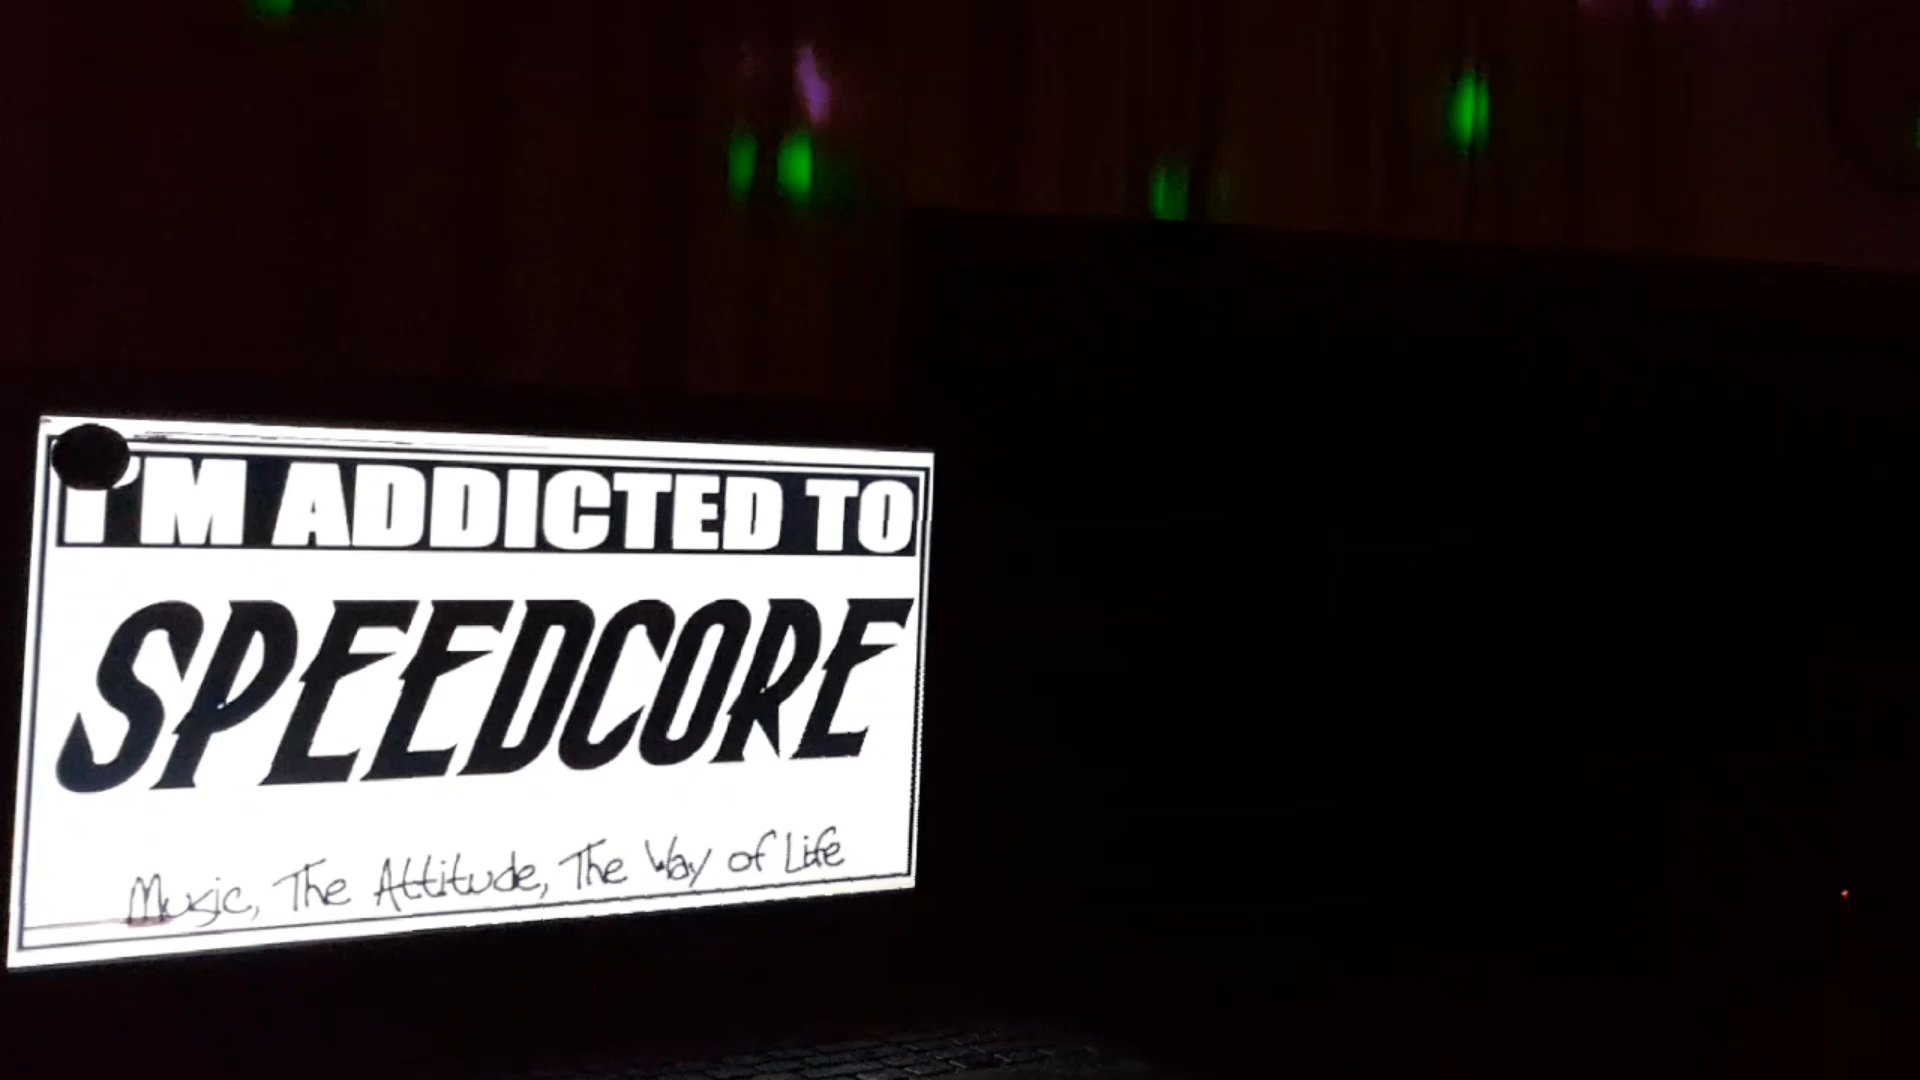 I'M ADDICTED TO
SPEEDCORE
Music, The Attitude, The Way of Life